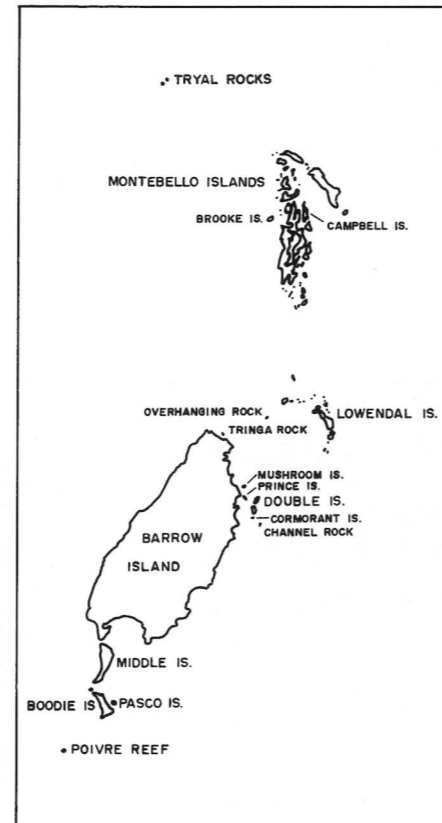 TRYAL ROCKS
MONTEBELLO ISLANDS
BROOKE IS.
CAMPBELL IS.
OVERHANGING ROCK
LOWENDAL IS.
TRINGA ROCK
MUSHROOM IS.
PRINCE IS.
DOUBLE IS.
CORMORANT IS.
CHANNEL ROCK
BARROW
ISLAND
MIDDLE IS.
BOODIE IS
PASCO IS.
POIVRE REEF